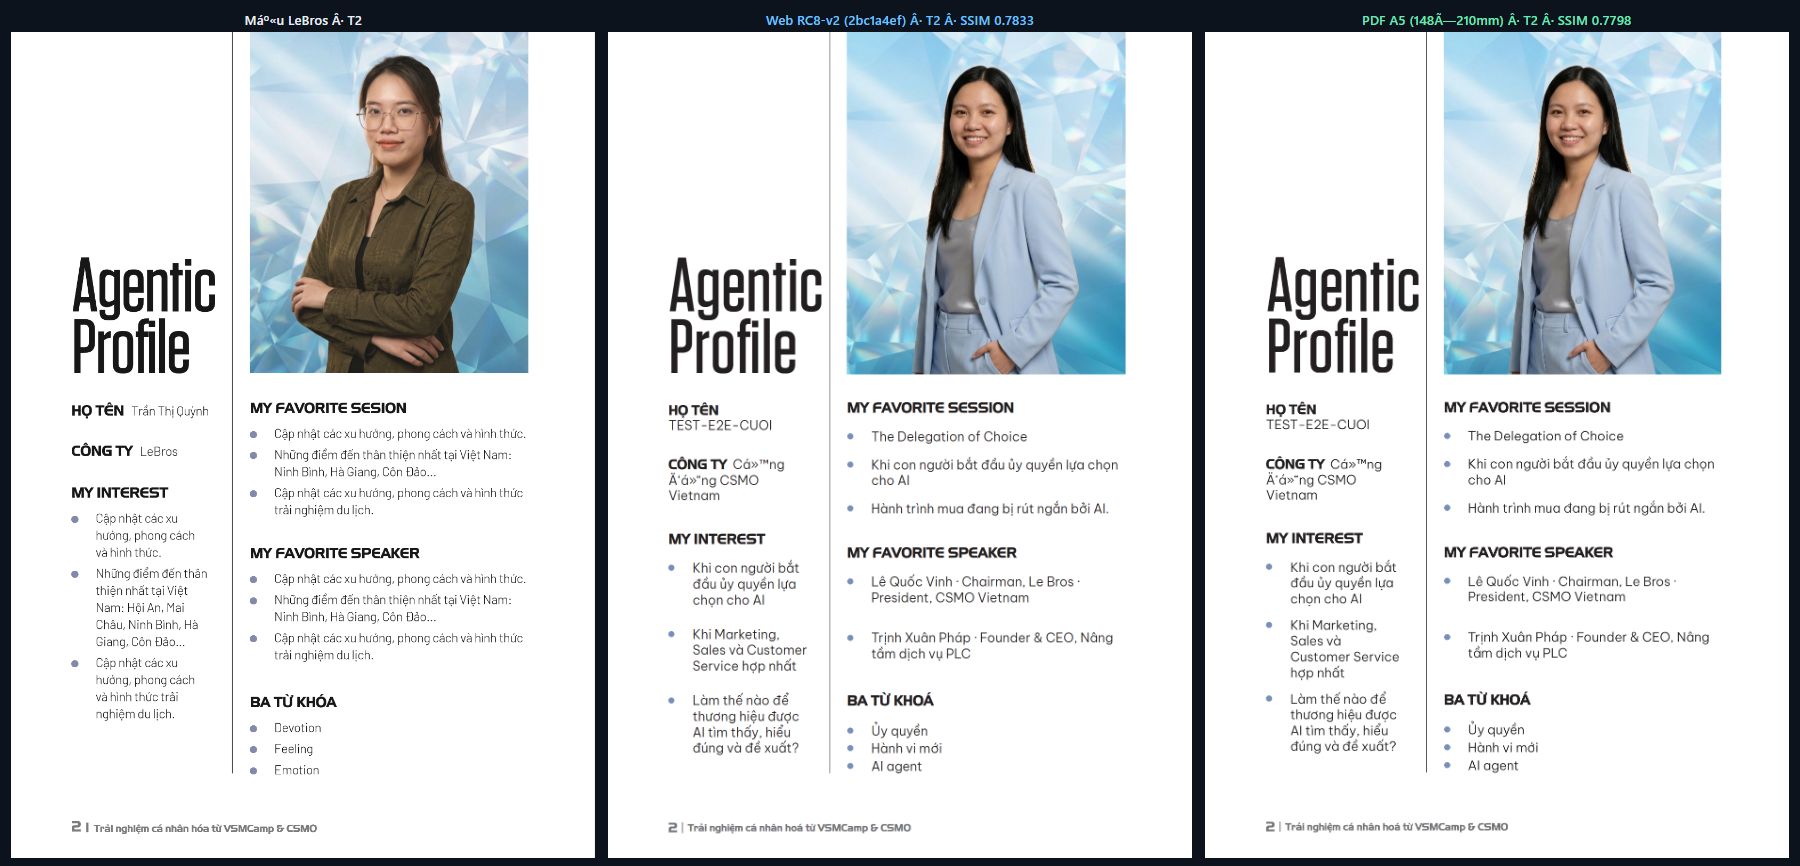 Máº«u LeBros Â· T2
Agentic
Profile
HỌ TÊN Trần Thị Quỳnh
CÔNG TY LeBros
MY INTEREST
Cập nhật các xu
hướng, phong cách
và hình thức.
Những điểm đến thân
thiện nhất tại Việt
Nam: Hội An, Mai
Châu, Ninh Bình, Hà
Giang, Côn Đảo...
Cập nhật các xu
hướng, phong cách
và hình thức trải
nghiệm du lịch.
MY FAVORITE SESION
Cập nhật các xu hướng, phong cách và hình thức.
Những điểm đến thân thiện nhất tại Việt Nam:
Ninh Bình, Hà Giang, Côn Đảo...
Cập nhật các xu hướng, phong cách và hình thức
trải nghiệm du lịch.
MY FAVORITE SPEAKER
Cập nhật các xu hướng, phong cách và hình thức.
Những điểm đến thân thiện nhất tại Việt Nam:
Ninh Bình, Hà Giang, Côn Đảo...
Cập nhật các xu hướng, phong cách và hình thức
trải nghiệm du lịch.
BA TỪ KHÓA
Devotion
Feeling
Emotion
2 | Trải nghiệm cá nhân hóa từ VSMCamp & CSMO
Web RC8-v2 (2bc1a4ef) Â· T2 Â· SSIM 0.7833
Agentic
Profile
HỌ TÊN
TEST-E2E-CUOI
CÔNG TY Cá»™ng
Ä‘á»“ng CSMO
Vietnam
MY INTEREST
Khi con người bắt
đầu ủy quyền lựa
chọn cho AI
Khi Marketing,
Sales và Customer
Service hợp nhất
Làm thế nào để
thương hiệu được
AI tìm thấy, hiểu
đúng và đề xuất?
MY FAVORITE SESSION
The Delegation of Choice
Khi con người bắt đầu ủy quyền lựa chọn
cho AI
Hành trình mua đang bị rút ngắn bởi AI.
MY FAVORITE SPEAKER
Lê Quốc Vinh · Chairman, Le Bros ·
President, CSMO Vietnam
Trịnh Xuân Pháp · Founder & CEO, Nâng
tầm dịch vụ PLC
BA TỪ KHOÁ
Ủy quyền
Hành vi mới
AI agent
2 | Trải nghiệm cá nhân hoá từ VSMCamp & CSMO
PDF A5 (148Ã—210mm) Â· T2 Â· SSIM 0.7798
Agentic
Profile
HỌ TÊN
TEST-E2E-CUOI
CÔNG TY Cá»™ng
Ä‘á»“ng CSMO
Vietnam
MY INTEREST
Khi con người bắt
đầu ủy quyền lựa
chọn cho AI
Khi Marketing,
Sales và
Customer Service
hợp nhất
Làm thế nào để
thương hiệu được
AI tìm thấy, hiểu
đúng và đề xuất?
MY FAVORITE SESSION
The Delegation of Choice
Khi con người bắt đầu ủy quyền lựa chọn
cho AI
Hành trình mua đang bị rút ngắn bởi AI.
MY FAVORITE SPEAKER
Lê Quốc Vinh · Chairman, Le Bros ·
President, CSMO Vietnam
Trịnh Xuân Pháp · Founder & CEO, Nâng
tầm dịch vụ PLC
BA TỪ KHOÁ
Ủy quyền
Hành vi mới
AI agent
2 | Trải nghiệm cá nhân hoá từ VSMCamp & CSMO